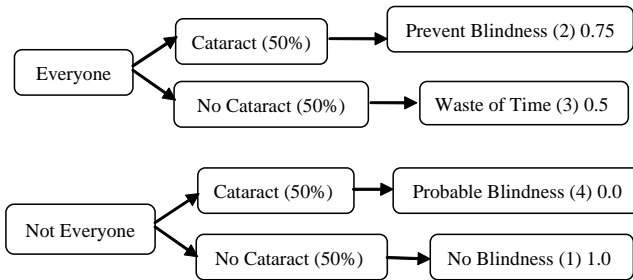 Everyone
Cataract (50%)
Prevent Blindness (2) 0.75
No Cataract (50%)
Waste of Time (3) 0.5
Not Everyone
Cataract (50%)
Probable Blindness (4) 0.0
No Cataract (50%)
No Blindness (1) 1.0